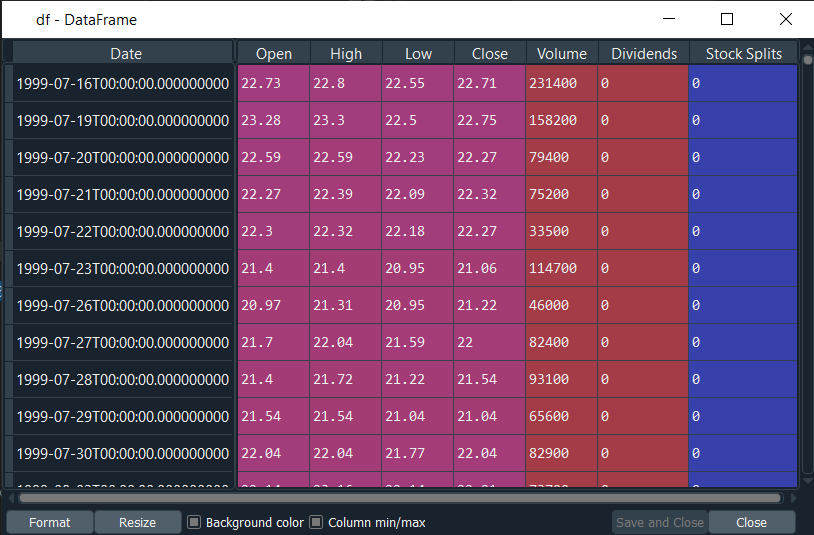 df - DataFrame
Date Open High Low Close Volume Dividends Stock Splits
1999-07-16T00:00:00.000000000 22.73 22.8 22.55 22.71 231400 0 0
1999-07-19T00:00:00.000000000 23.28 23.3 22.5 22.75 158200 0 0
1999-07-20T00:00:00.000000000 22.59 22.59 22.23 22.27 79400 0 0
1999-07-21T00:00:00.000000000 22.27 22.39 22.09 22.32 75200 0 0
1999-07-22T00:00:00.000000000 22.3 22.32 22.18 22.27 33500 0 0
1999-07-23T00:00:00.000000000 21.4 21.4 20.95 21.06 114700 0 0
1999-07-26T00:00:00.000000000 20.97 21.31 20.95 21.22 46000 0 0
1999-07-27T00:00:00.000000000 21.7 22.04 21.59 22 82400 0 0
1999-07-28T00:00:00.000000000 21.4 21.72 21.22 21.54 93100 0 0
1999-07-29T00:00:00.000000000 21.54 21.54 21.04 21.04 65600 0 0
1999-07-30T00:00:00.000000000 22.04 22.04 21.77 22.04 82900 0 0
Format Resize Background color Column min/max Save and Close Close